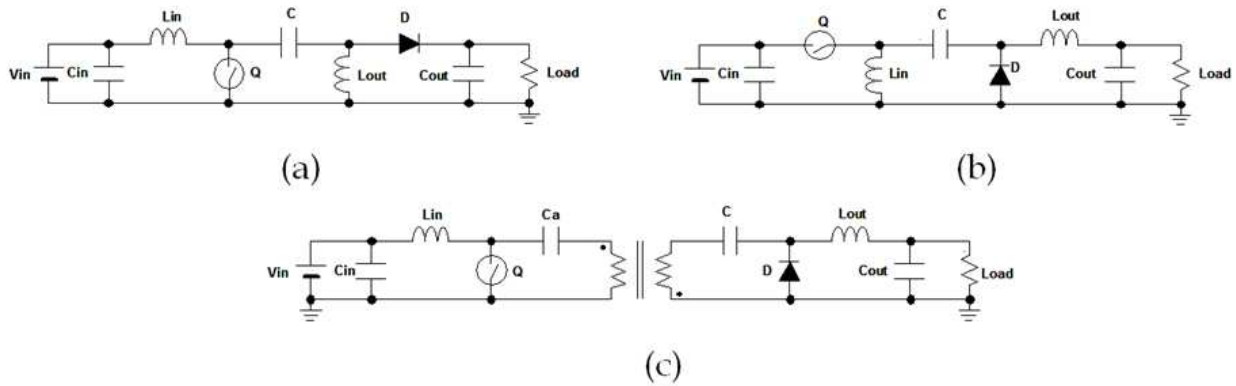 Lin
C
D
Vin
Cin
Q
Lout
Cout
Load
(a)
Q
C
Lout
Vin
Cin
Lin
D
Cout
Load
(b)
Lin
Ca
C
Lout
Vin
Cin
Q
D
Cout
Load
(c)